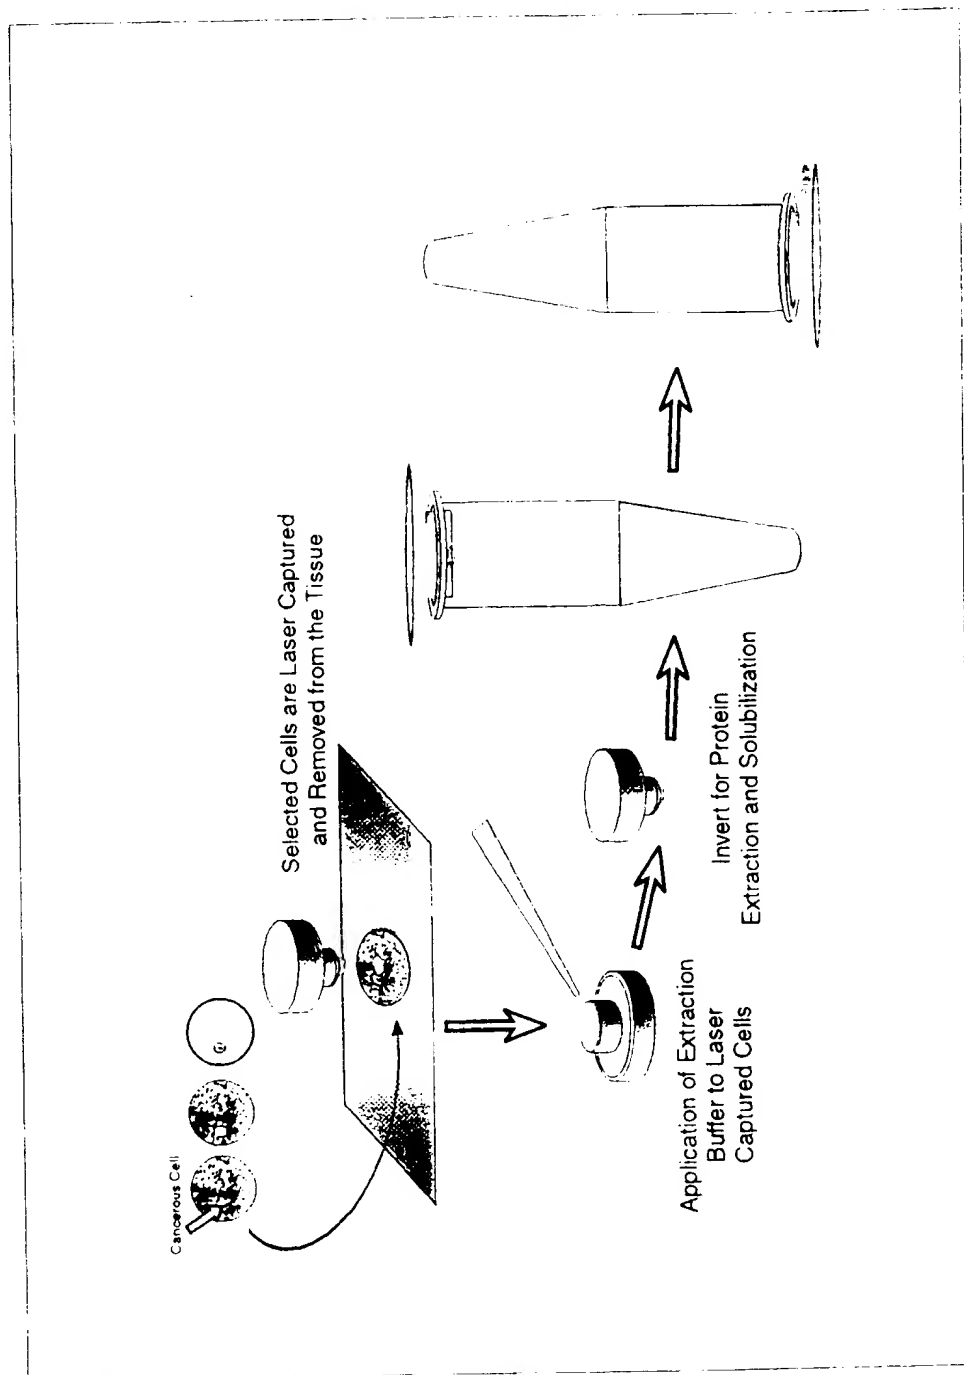 Cancerous Cell
Selected Cells are Laser Captured
and Removed from the Tissue
Application of Extraction
Buffer to Laser
Captured Cells
Invert for Protein
Extraction and Solubilization